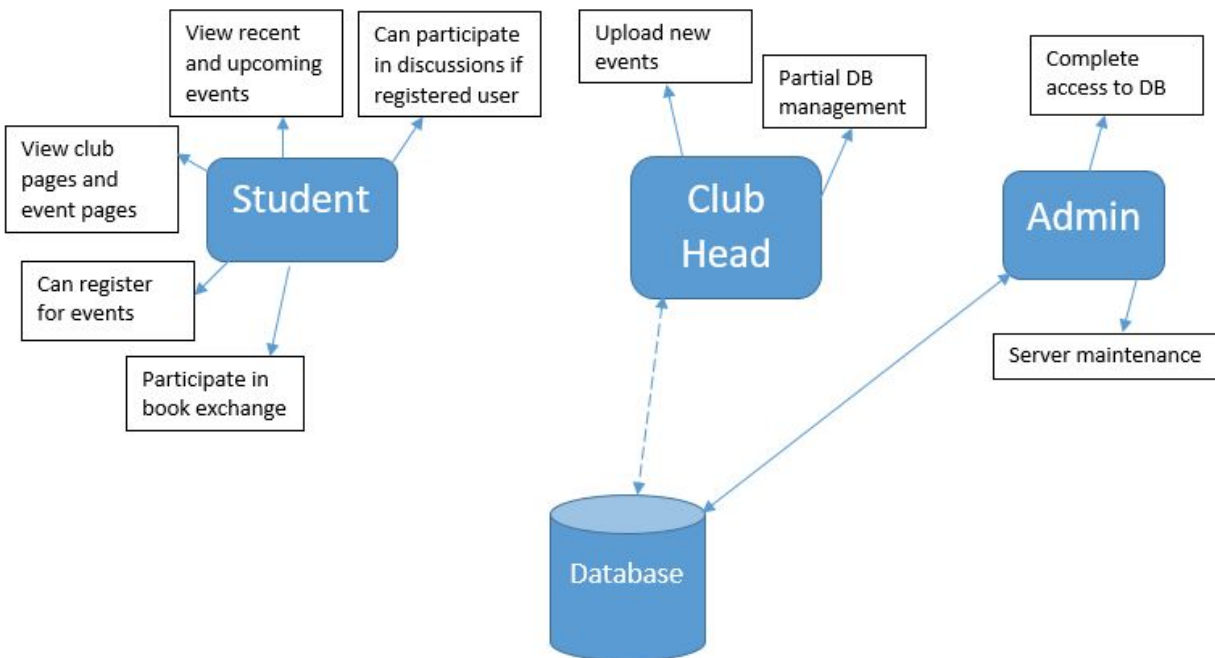 View recent
and upcoming
events
Can participate
in discussions if
registered user
Upload new
events
Partial DB
management
Complete
access to DB
View club
pages and
event pages
Student
Club
Head
Admin
Can register
for events
Participate in
book exchange
Server maintenance
Database